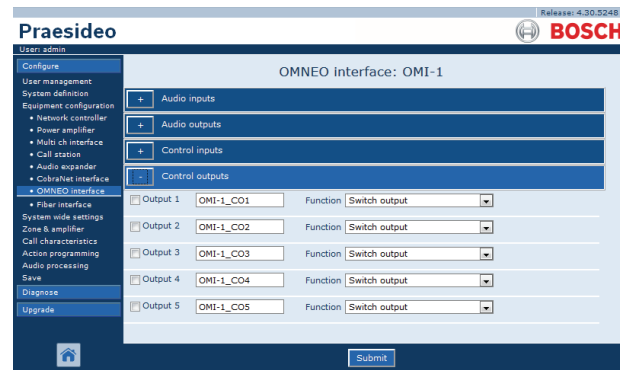 Release: 4.30.5248
Praesideo
BOSCH
User: admin
Configure
User management
System definition
Equipment configuration
• Network controller
• Power amplifier
• Multi ch interface
• Call station
• Audio expander
• CobraNet interface
• OMNEO interface
• Fiber interface
System wide settings
Zone & amplifier
Call characteristics
Action programming
Audio processing
Save
Diagnose
Upgrade
OMNEO interface: OMI-1
+ Audio inputs
+ Audio outputs
+ Control inputs
- Control outputs
Output 1 OMI-1_CO1 Function Switch output
Output 2 OMI-1_CO2 Function Switch output
Output 3 OMI-1_CO3 Function Switch output
Output 4 OMI-1_CO4 Function Switch output
Output 5 OMI-1_CO5 Function Switch output
Submit